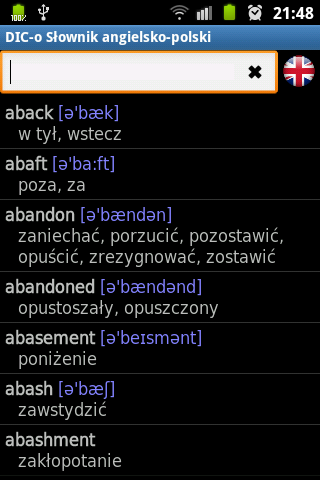 100%
21:48
DIC-o Słownik angielsko-polski
aback [ə'bæk]
w tył, wstecz
abaft [ə'ba:ft]
poza, za
abandon [ə'bændən]
zaniechać, porzucić, pozostawić,
opuścić, zrezygnować, zostawić
abandoned [ə'bændənd]
opustoszały, opuszczony
abasement [ə'beɪsmənt]
poniżenie
abash [ə'bæʃ]
zawstydzić
abashment
zakłopotanie